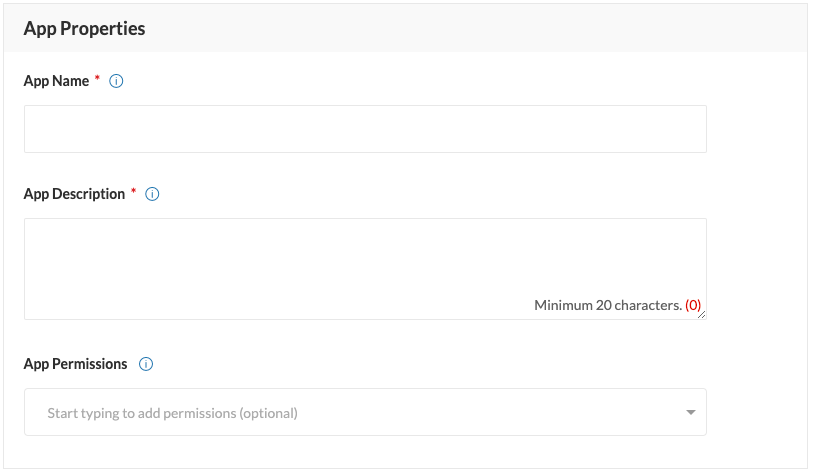 App Properties
App Name *
App Description *
Minimum 20 characters. (0)
App Permissions
Start typing to add permissions (optional)